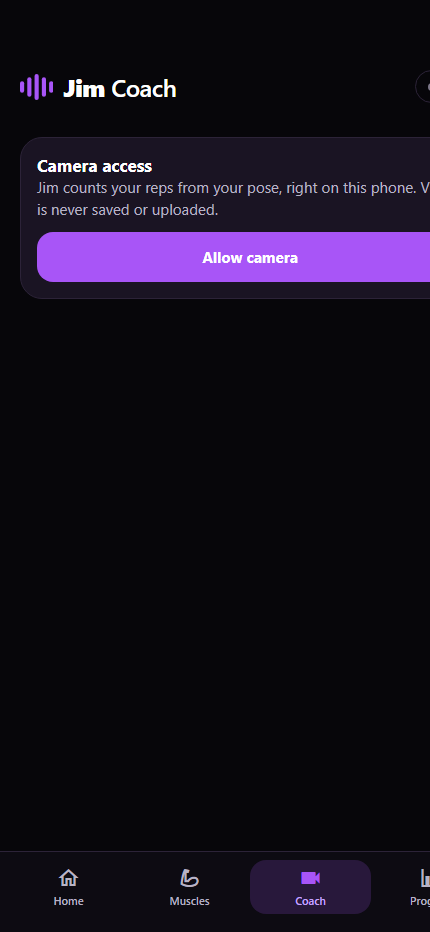 Jim Coach
Camera access
Jim counts your reps from your pose, right on this phone.
is never saved or uploaded.
Allow camera
Home
Muscles
Coach